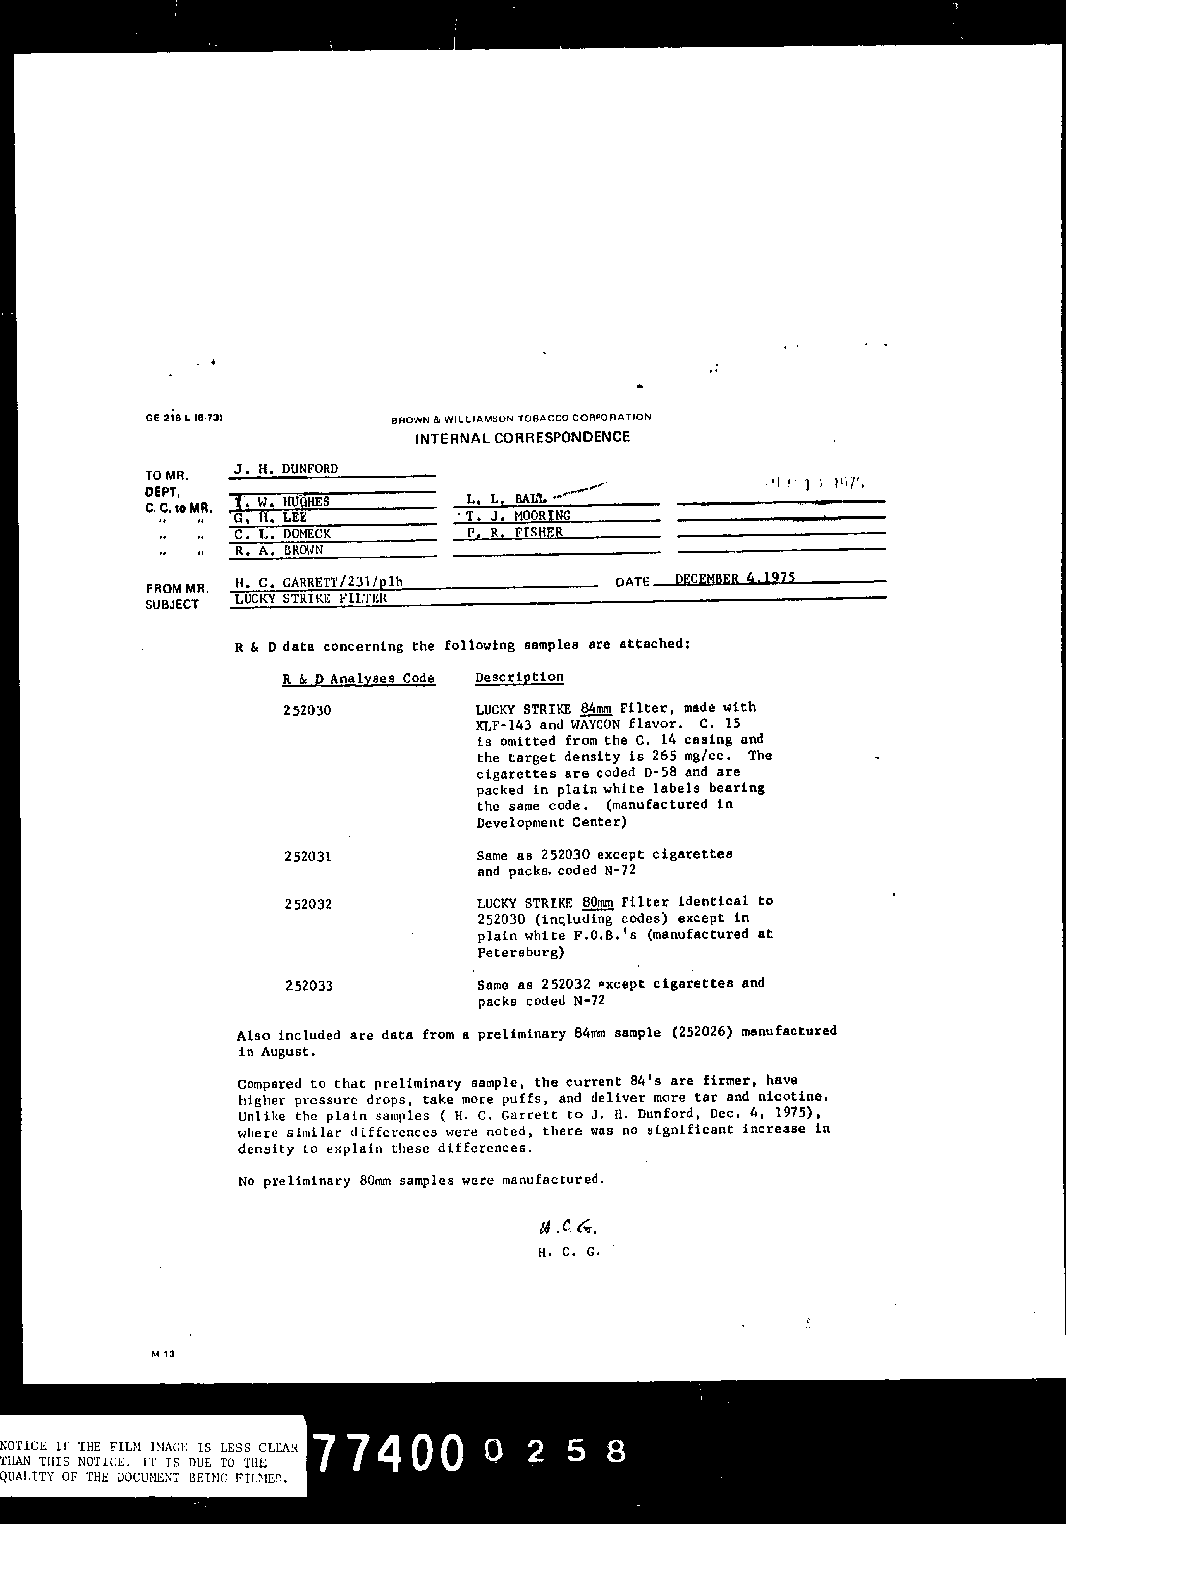 GE 216 L (6-73)
BROWN & WILLIAMSON TOBACCO CORPORATION
INTERNAL CORRESPONDENCE
TO MR. J. H. DUNFORD
DEPT.
C. C. to MR. I. W. HUGHES L. L. BALL
" " G. H. LEE T. J. MOORING
" " C. L. DOMECK P. R. FISHER
" " R. A. BROWN
FROM MR. H. C. GARRETT/231/plh DATE DECEMBER 4,1975
SUBJECT LUCKY STRIKE FILTER
R & D data concerning the following samples are attached:
R & D Analyses Code Description
252030 LUCKY STRIKE 84mm Filter, made with
XLF-143 and WAYCON flavor. C. 15
is omitted from the C. 14 casing and
the target density is 265 mg/cc. The
cigarettes are coded D-58 and are
packed in plain white labels bearing
the same code. (manufactured in
Development Center)
252031 Same as 252030 except cigarettes
and packs. coded N-72
252032 LUCKY STRIKE 80mm Filter identical to
252030 (including codes) except in
plain white F.O.B.'s (manufactured at
Petersburg)
252033 Same as 252032 except cigarettes and
packs coded N-72
Also included are data from a preliminary 84mm sample (252026) manufactured
in August.
Compared to that preliminary sample, the current 84's are firmer, have
higher pressure drops, take more puffs, and deliver more tar and nicotine.
Unlike the plain samples ( H. C. Garrett to J. H. Dunford, Dec. 4, 1975),
where similar differences were noted, there was no significant increase in
density to explain these differences.
No preliminary 80mm samples were manufactured.
H.C.G.
H. C. G.
M 13
NOTICE IF THE FILM IMAGE IS LESS CLEAR
THAN THIS NOTICE. IT IS DUE TO THE
QUALITY OF THE DOCUMENT BEING FILMED.
77400 0258